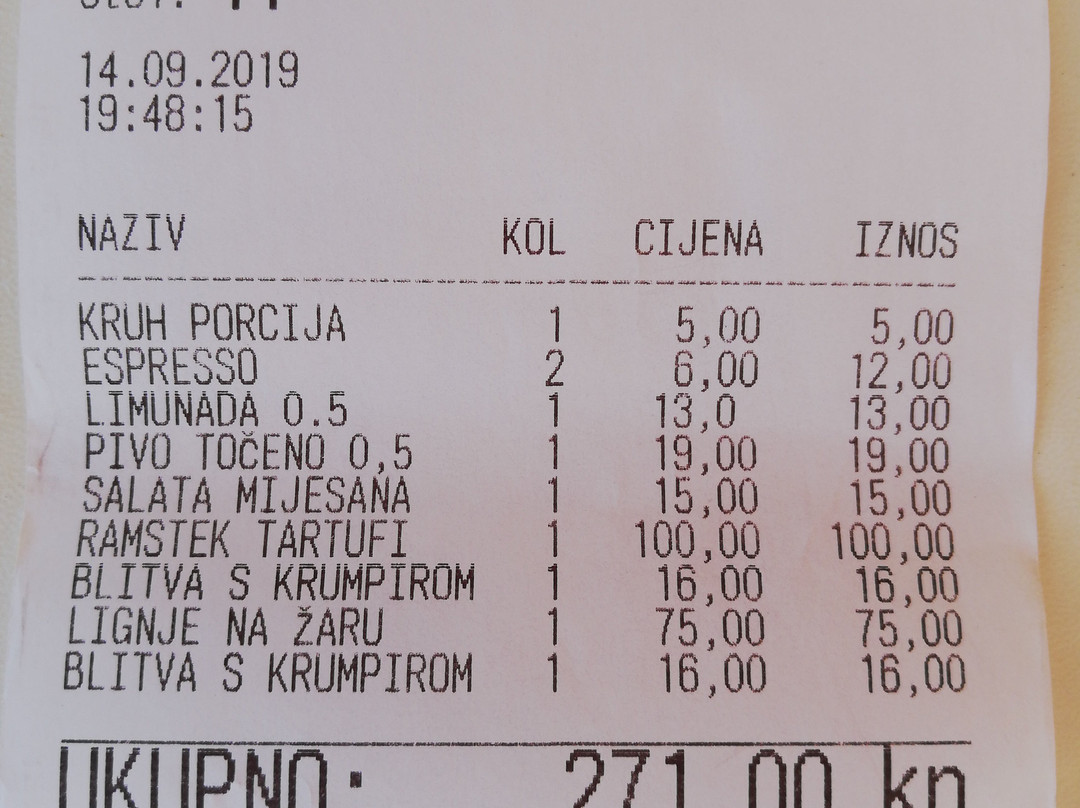 14.09.2019
19:48:15
NAZIV KOL CIJENA IZNOS
KRUH PORCIJA 1 5,00 5,00
ESPRESSO 2 6,00 12,00
LIMUNADA 0.5 1 13,0 13,00
PIVO TOČENO 0,5 1 19,00 19,00
SALATA MIJESANA 1 15,00 15,00
RAMSTEK TARTUFI 1 100,00 100,00
BLITVA S KRUMPIROM 1 16,00 16,00
LIGNJE NA ŽARU 1 75,00 75,00
BLITVA S KRUMPIROM 1 16,00 16,00
UKUPNO: 271,00 kn